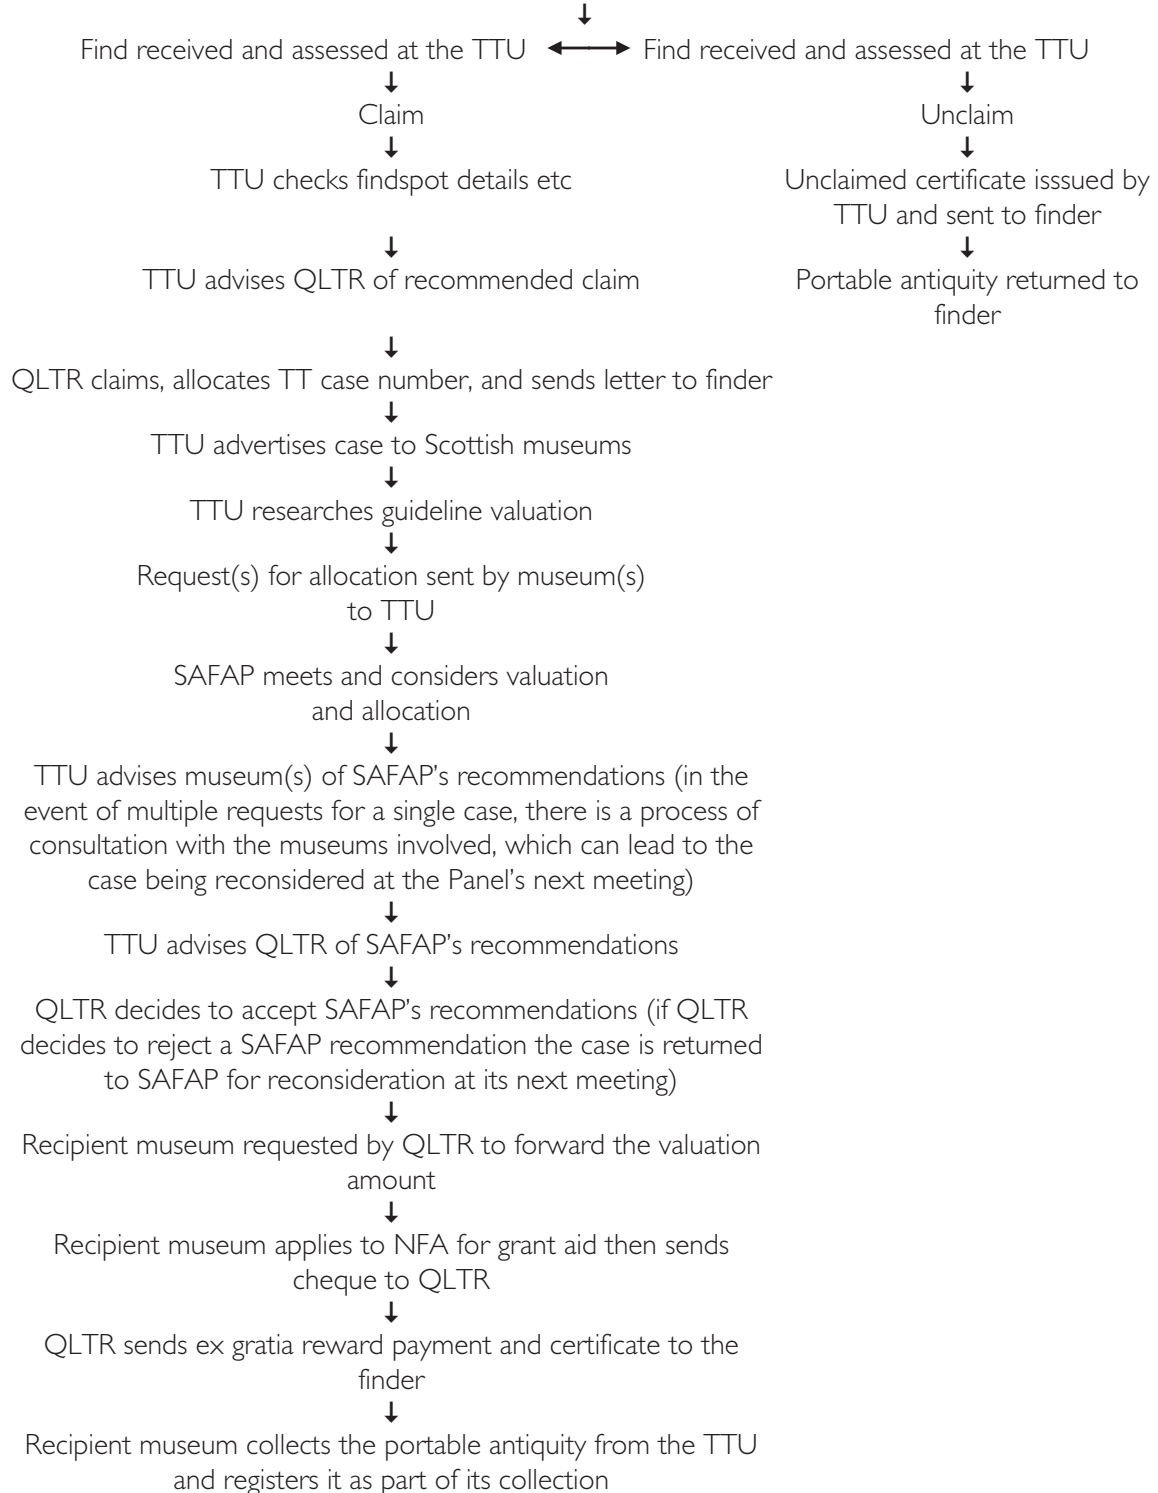 Find received and assessed at the TTU
Find received and assessed at the TTU
Claim
Unclaim
TTU checks findspot details etc
Unclaimed certificate isssued by
TTU and sent to finder
TTU advises QLTR of recommended claim
Portable antiquity returned to
finder
QLTR claims, allocates TT case number, and sends letter to finder
TTU advertises case to Scottish museums
TTU researches guideline valuation
Request(s) for allocation sent by museum(s)
to TTU
SAFAP meets and considers valuation
and allocation
TTU advises museum(s) of SAFAP's recommendations (in the
event of multiple requests for a single case, there is a process of
consultation with the museums involved, which can lead to the
case being reconsidered at the Panel's next meeting)
TTU advises QLTR of SAFAP's recommendations
QLTR decides to accept SAFAP's recommendations (if QLTR
decides to reject a SAFAP recommendation the case is returned
to SAFAP for reconsideration at its next meeting)
Recipient museum requested by QLTR to forward the valuation
amount
Recipient museum applies to NFA for grant aid then sends
cheque to QLTR
QLTR sends ex gratia reward payment and certificate to the
finder
Recipient museum collects the portable antiquity from the TTU
and registers it as part of its collection